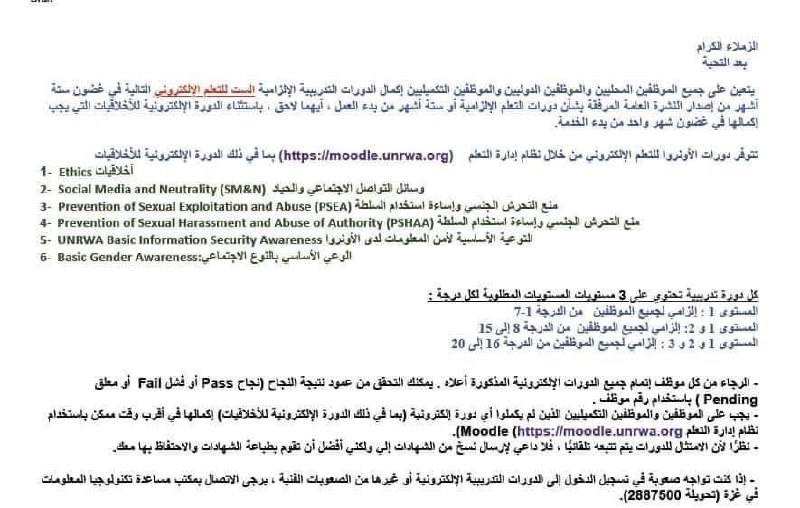 الزملاء الكرام
بعد التحية
يتعين على جميع الموظفين المحليين والموظفين الدوليين والموظفين التكميليين إكمال الدورات التدريبية الإلزامية الست للتعلم الإلكتروني التالية في غضون ستة
أشهر من إصدار النشرة العامة المرفقة بشأن دورات التعلم الإلزامية أو ستة أشهر من بدء العمل ، أيهما لاحق ، باستثناء الدورة الإلكترونية للأخلاقيات التي يجب
إكمالها في غضون شهر واحد من بدء الخدمة.
تتوفر دورات الأونروا للتعلم الإلكتروني من خلال نظام إدارة التعلم (https://moodle.unrwa.org) بما في ذلك الدورة الإلكترونية للأخلاقيات
1- Ethics أخلاقيات
2- Social Media and Neutrality (SM&N) وسائل التواصل الاجتماعي والحياد
3- Prevention of Sexual Exploitation and Abuse (PSEA) منع التحرش الجنسي وإساءة استخدام السلطة
4- Prevention of Sexual Harassment and Abuse of Authority (PSHAA) منع التحرش الجنسي وإساءة استخدام السلطة
5- UNRWA Basic Information Security Awareness التوعية الأساسية لأمن المعلومات لدى الأونروا
6- Basic Gender Awareness:الوعي الأساسي بالنوع الاجتماعي
كل دورة تدريبية تحتوي على 3 مستويات المستويات المطلوبة لكل درجة :
المستوى 1 : إلزامي لجميع الموظفين من الدرجة 1-7
المستوى 1 و 2: إلزامي لجميع الموظفين من الدرجة 8 إلى 15
المستوى 1 و 2 و 3 : إلزامي لجميع الموظفين من الدرجة 16 إلى 20
- الرجاء من كل موظف إتمام جميع الدورات الإلكترونية المذكورة أعلاه . يمكنك التحقق من عمود نتيجة النجاح (نجاح Pass أو فشل Fail أو معلق
Pending ) باستخدام رقم موظف .
- يجب على الموظفين والموظفين التكميليين الذين لم يكملوا أي دورة إلكترونية (بما في ذلك الدورة الإلكترونية للأخلاقيات) إكمالها في أقرب وقت ممكن باستخدام
نظام إدارة التعلم Moodle (https://moodle.unrwa.org).
- نظرًا لأن الامتثال للدورات يتم تتبعه تلقائيًا ، فلا داعي لإرسال نسخ من الشهادات إلي ولكني أفضل أن تقوم بطباعة الشهادات والاحتفاظ بها معك.
- إذا كنت تواجه صعوبة في تسجيل الدخول إلى الدورات التدريبية الإلكترونية أو غيرها من الصعوبات الفنية ، يرجى الاتصال بمكتب مساعدة تكنولوجيا المعلومات
في غزة (تحويلة 2887500).